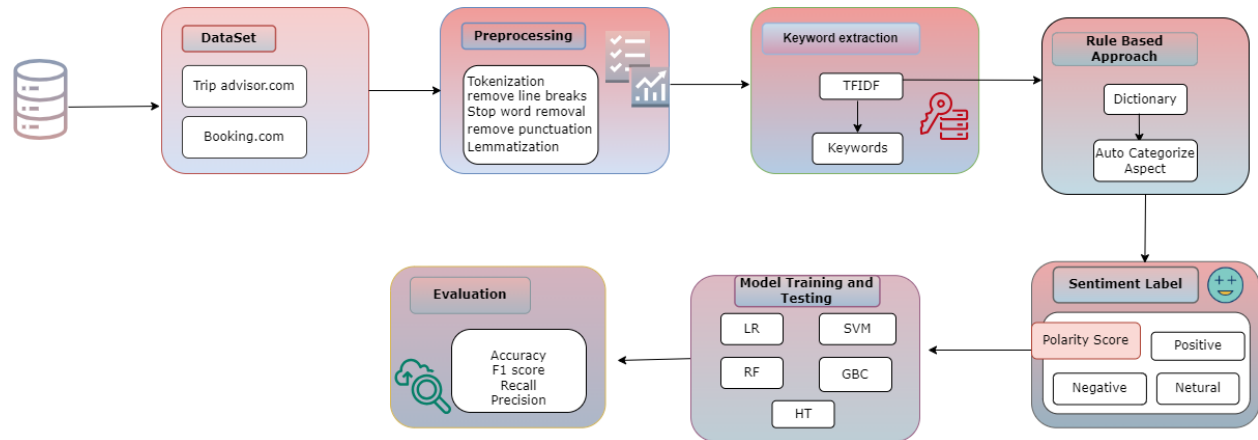 DataSet
Trip advisor.com
Booking.com
Preprocessing
Tokenization
remove line breaks
Stop word removal
remove punctuation
Lemmatization
Keyword extraction
TFIDF
Keywords
Rule Based
Approach
Dictionary
Auto Categorize
Aspect
Sentiment Label
++
Polarity Score
Positive
Negative
Netural
Model Training and
Testing
LR
SVM
RF
GBC
HT
Evaluation
Accuracy
F1 score
Recall
Precision